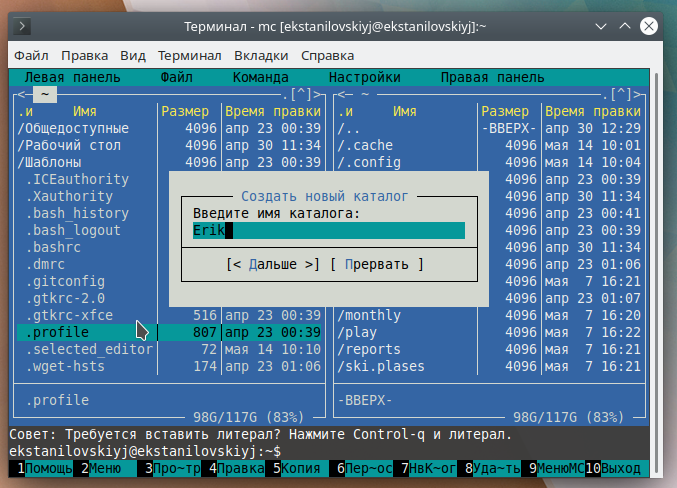 Терминал - mc [ekstanilovskiyj@ekstanilovskiyj]:~
Файл Правка Вид Терминал Вкладки Справка
Левая панель Файл Команда Настройки Правая панель
<─ ~ .[^]> <─ ~ .[^]>
.и Имя Размер Время правки .и Имя Размер Время правки
/Общедоступные 4096 апр 23 00:39 /.. -ВВЕРХ- апр 30 12:29
/Рабочий стол 4096 апр 30 11:34 /.cache 4096 мая 14 10:01
/Шаблоны 4096 апр 23 00:39 /.config 4096 мая 14 10:04
.ICEauthority 4096 апр 23 00:39
.Xauthority 4096 апр 30 11:34
.bash_history 4096 апр 23 00:41
.bash_logout 4096 апр 23 00:39
.bashrc 4096 апр 30 11:34
.dmrc 4096 апр 23 01:06
.gitconfig 4096 мая 7 16:21
.gtkrc-2.0 4096 апр 23 01:07
.gtkrc-xfce 516 апр 23 00:39 /monthly 4096 мая 7 16:20
.profile 807 апр 23 00:39 /play 4096 мая 7 16:22
.selected_editor 72 мая 14 10:10 /reports 4096 мая 7 16:21
.wget-hsts 174 апр 23 01:06 /ski.plases 4096 мая 7 16:21
Создать новый каталог
Введите имя каталога:
Erik
[< Дальше >] [ Прервать ]
.profile -ВВЕРХ-
98G/117G (83%) 98G/117G (83%)
Совет: Требуется вставить литерал? Нажмите Control-q и литерал.
ekstanilovskiyj@ekstanilovskiyj:~$
1Помощь 2Меню 3Про~тр 4Правка 5Копия 6Пер~ос 7НвК~ог 8Уда~ть 9МенюMC 10Выход